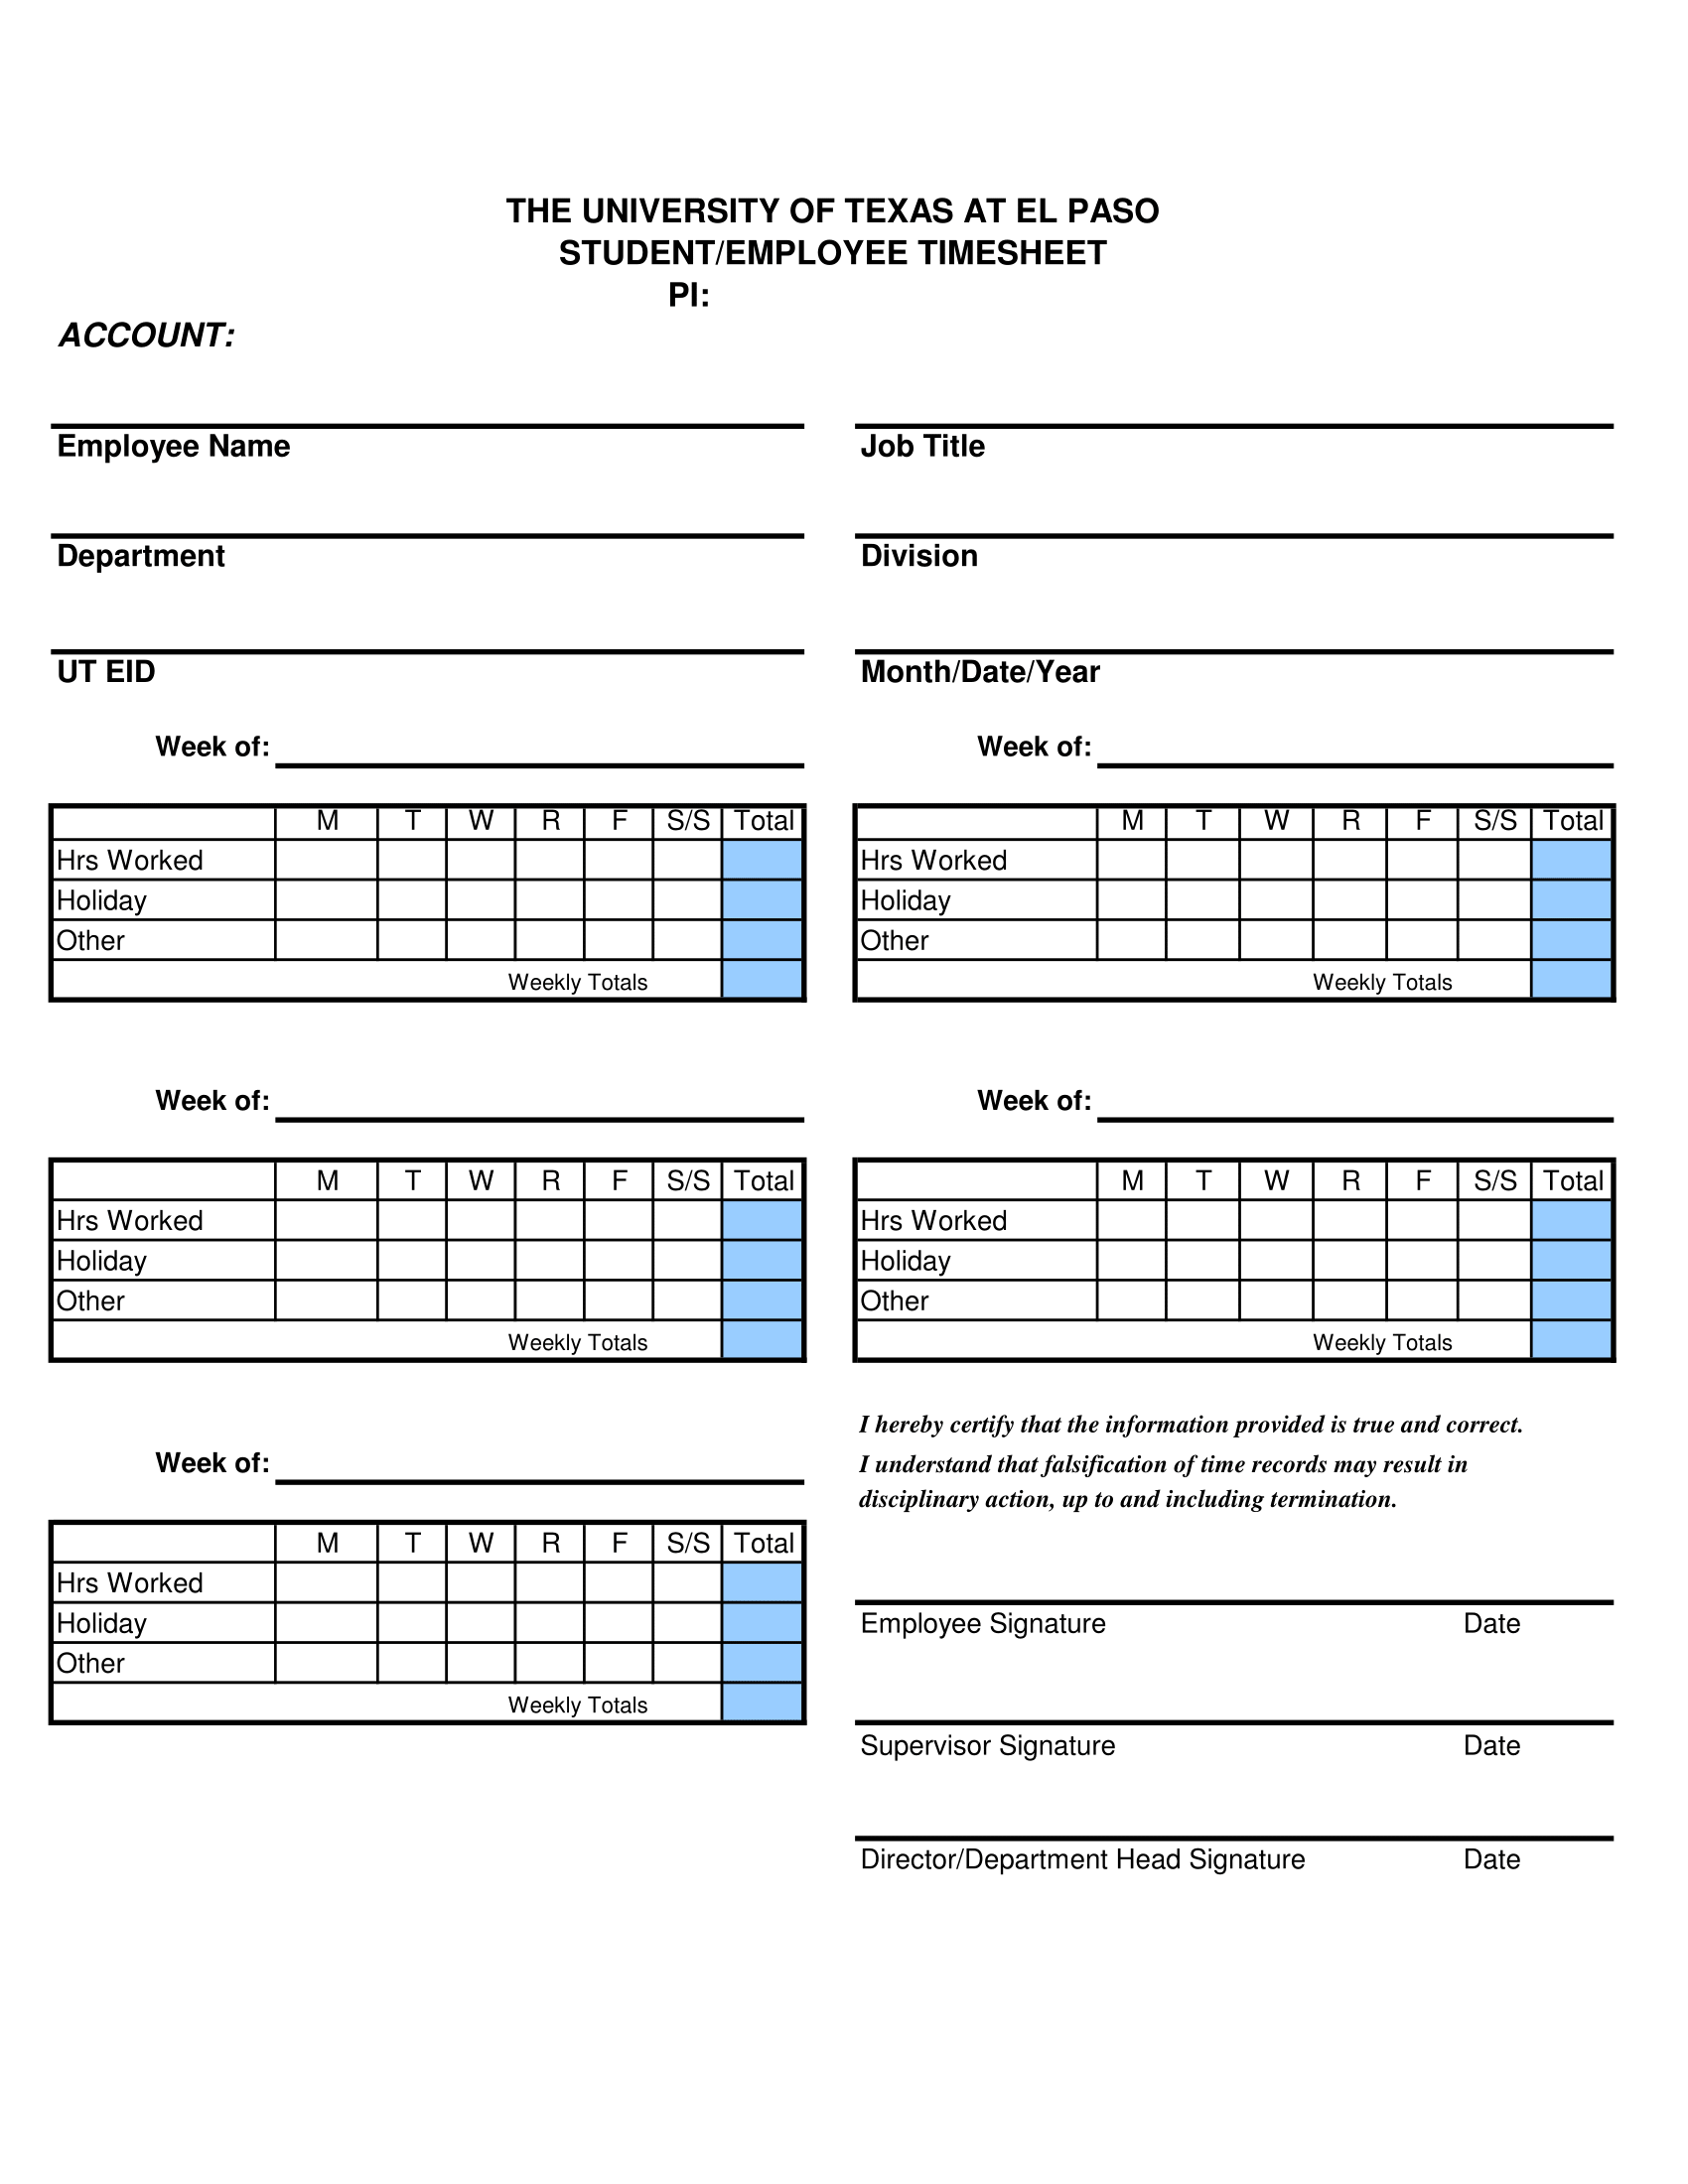 THE UNIVERSITY OF TEXAS AT EL PASO
STUDENT/EMPLOYEE TIMESHEET
PI:
ACCOUNT:
Employee Name
Job Title
Department
Division
UT EID
Month/Date/Year
Week of:
Week of:
M T W R F S/S Total
Hrs Worked
Holiday
Other
Weekly Totals
M T W R F S/S Total
Hrs Worked
Holiday
Other
Weekly Totals
Week of:
Week of:
M T W R F S/S Total
Hrs Worked
Holiday
Other
Weekly Totals
M T W R F S/S Total
Hrs Worked
Holiday
Other
Weekly Totals
Week of:
M T W R F S/S Total
Hrs Worked
Holiday
Other
Weekly Totals
I hereby certify that the information provided is true and correct.
I understand that falsification of time records may result in
disciplinary action, up to and including termination.
Employee Signature Date
Supervisor Signature Date
Director/Department Head Signature Date